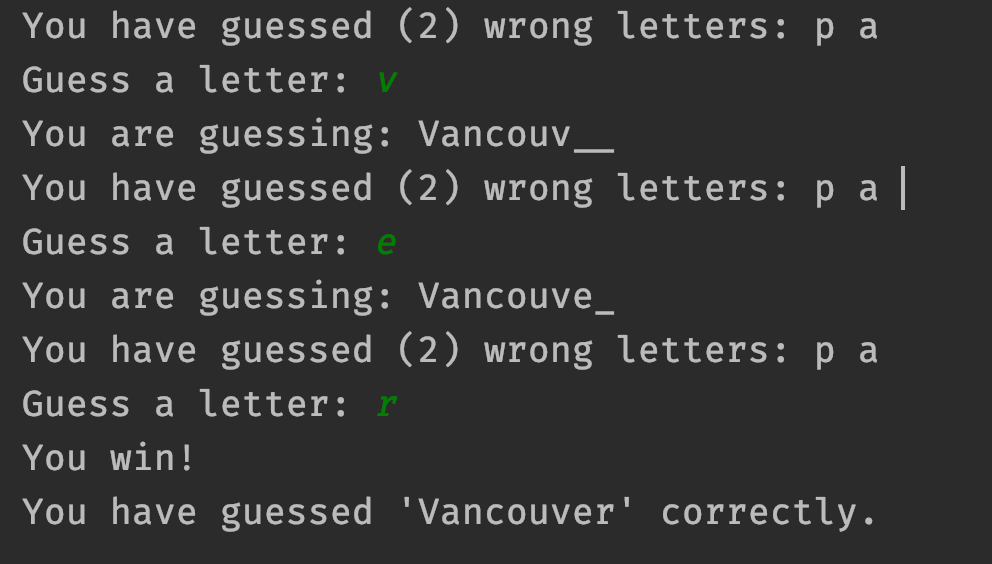 You have guessed (2) wrong letters: p a
Guess a letter: v
You are guessing: Vancouv__
You have guessed (2) wrong letters: p a
Guess a letter: e
You are guessing: Vancouve_
You have guessed (2) wrong letters: p a
Guess a letter: r
You win!
You have guessed 'Vancouver' correctly.